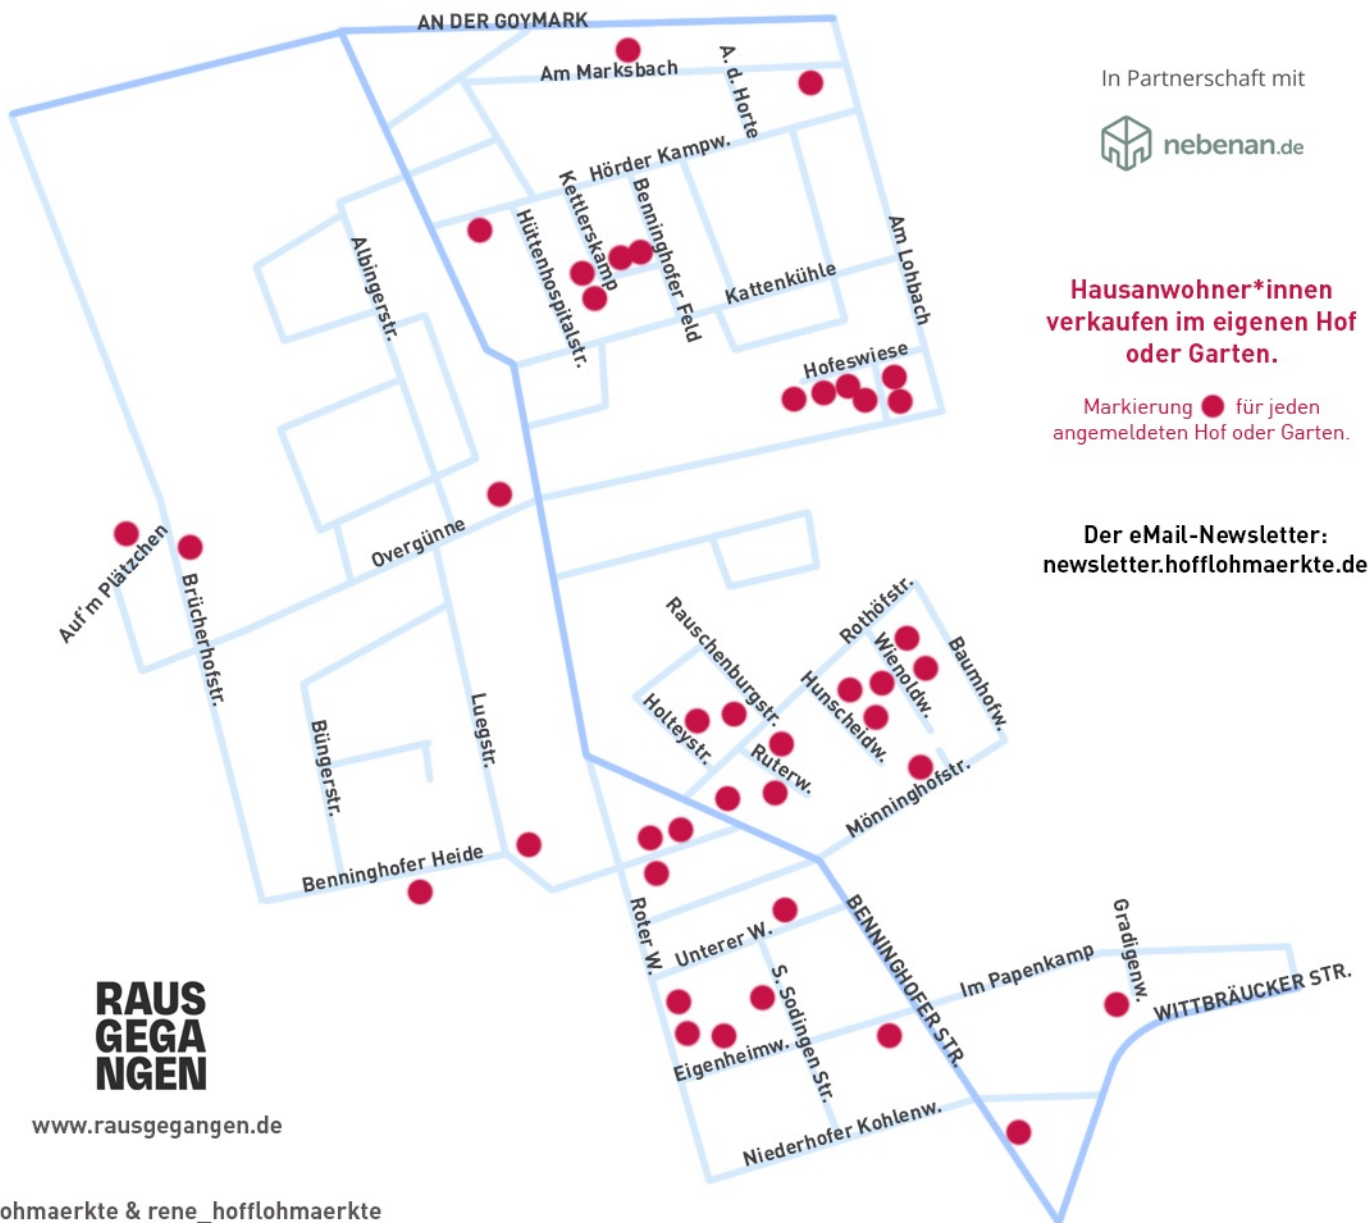 AN DER GOYMARK
Am Marksbach
A. d. Horte
In Partnerschaft mit
nebenan.de
Hörder Kampw.
Kettlerskamp
Benninghofer Feld
Hüttenhospitalstr.
Albingerstr.
Kattenkühle
Am Lohbach
Hofeswiese
Hausanwohner*innen
verkaufen im eigenen Hof
oder Garten.
Markierung für jeden
angemeldeten Hof oder Garten.
Der eMail-Newsletter:
newsletter.hofflohmaerkte.de
Overgünne
Auf'm Plätzchen
Brücherhofstr.
Rauschenburgstr.
Rothöfstr.
Wienoldw.
Baumhofw.
Hunscheidw.
Holteystr.
Ruterw.
Mönninghofstr.
Luegstr.
Büngerstr.
Benninghofer Heide
Roter W.
Unterer W.
BENNINGHOFER STR.
S. Sodingen Str.
Eigenheimw.
Im Papenkamp
Gradigenw.
WITTBRÄUCKER STR.
Niederhofer Kohlenw.
RAUS
GEGA
NGEN
www.rausgegangen.de
ohmaerkte & rene_hofflohmaerkte